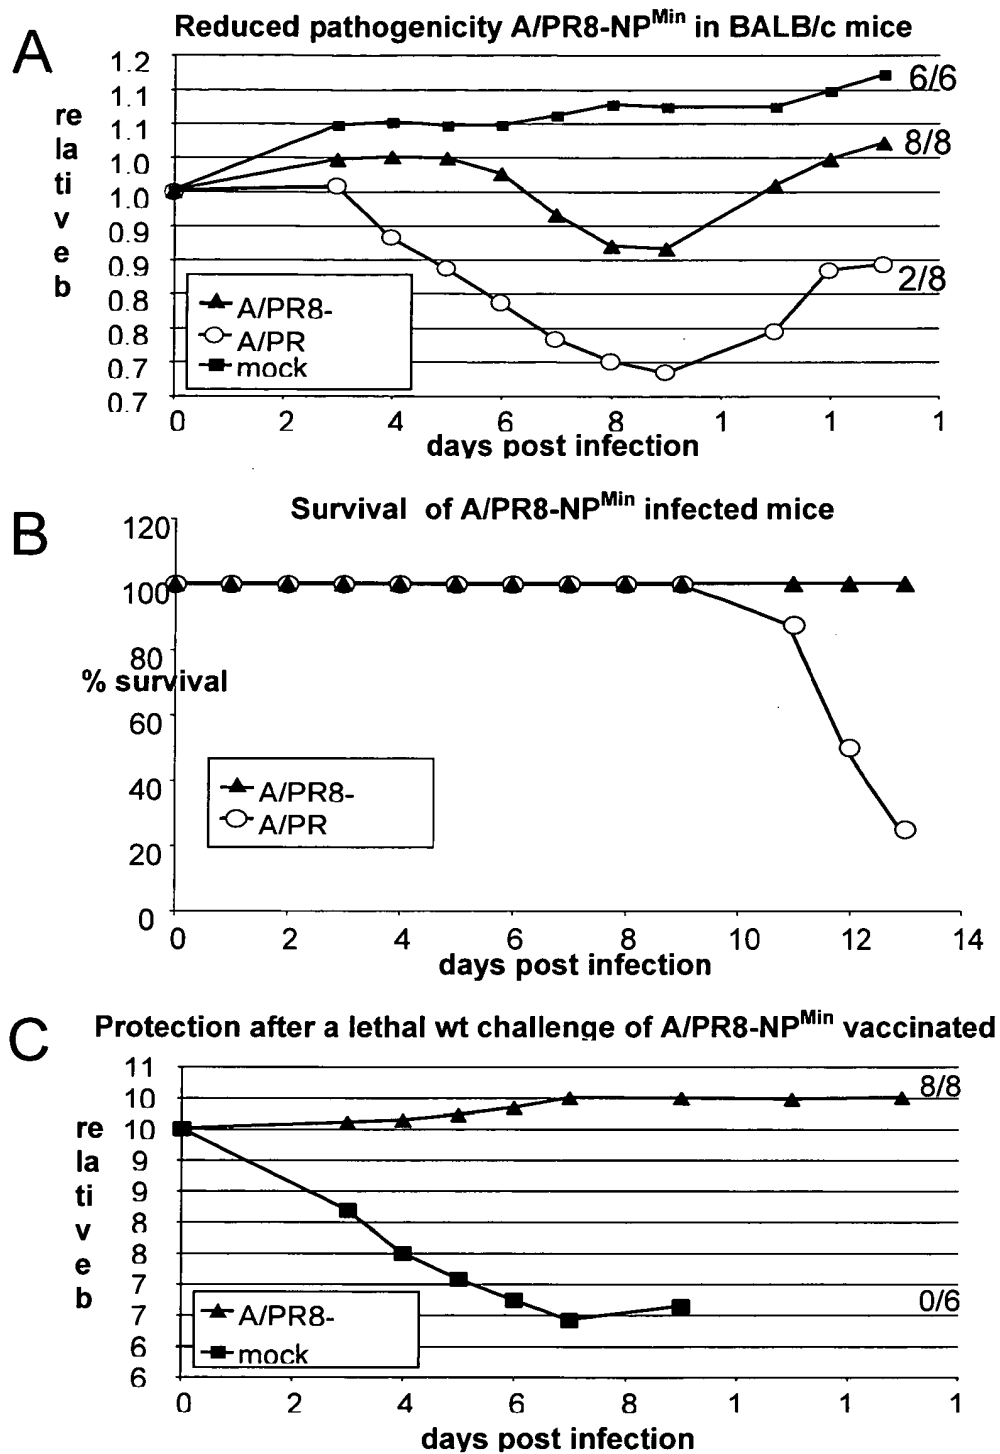 A
Reduced pathogenicity A/PR8-NPMin in BALB/c mice
re
la
ti
v
e
b
1.2
1.1
1.1
1.0
1.0
0.9
0.9
0.8
0.8
0.7
0.7
6/6
8/8
2/8
A/PR8-
A/PR
mock
0 2 4 6 8 1 1 1
days post infection
B
Survival of A/PR8-NPMin infected mice
120
100
80
% survival
60
40
20
0
A/PR8-
A/PR
0 2 4 6 8 10 12 14
days post infection
C
Protection after a lethal wt challenge of A/PR8-NPMin vaccinated
re
la
ti
v
e
b
11
10
10
9
9
8
8
7
7
6
6
8/8
0/6
A/PR8-
mock
0 2 4 6 8 1 1 1
days post infection